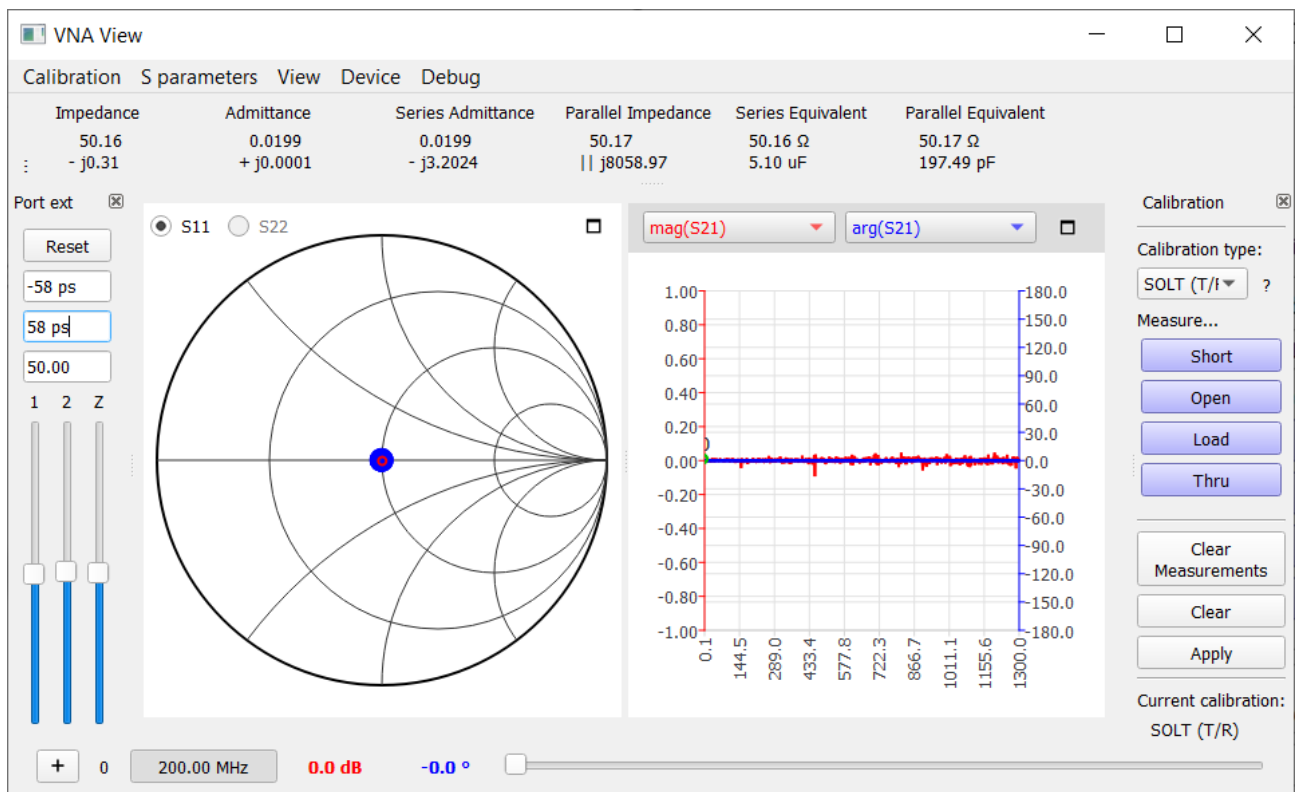 VNA View
Calibration S parameters View Device Debug
Impedance Admittance Series Admittance Parallel Impedance Series Equivalent Parallel Equivalent
50.16 0.0199 0.0199 50.17 50.16 Ω 50.17 Ω
- j0.31 + j0.0001 - j3.2024 || j8058.97 5.10 uF 197.49 pF
Port ext
Reset
-58 ps
58 ps
50.00
1 2 Z
S11 S22
mag(S21) arg(S21)
1.00 180.0
0.80 150.0
0.60 120.0
0.40 90.0
0.20 60.0
0.00 30.0
-0.20 0.0
-0.40 -30.0
-0.60 -60.0
-0.80 -90.0
-1.00 -120.0
-150.0
-180.0
0.1 144.5 289.0 433.4 577.8 722.3 866.7 1011.1 1155.6 1300.0
Calibration
Calibration type:
SOLT (T/ ?
Measure...
Short
Open
Load
Thru
Clear
Measurements
Clear
Apply
Current calibration:
SOLT (T/R)
+ 0 200.00 MHz 0.0 dB -0.0 °